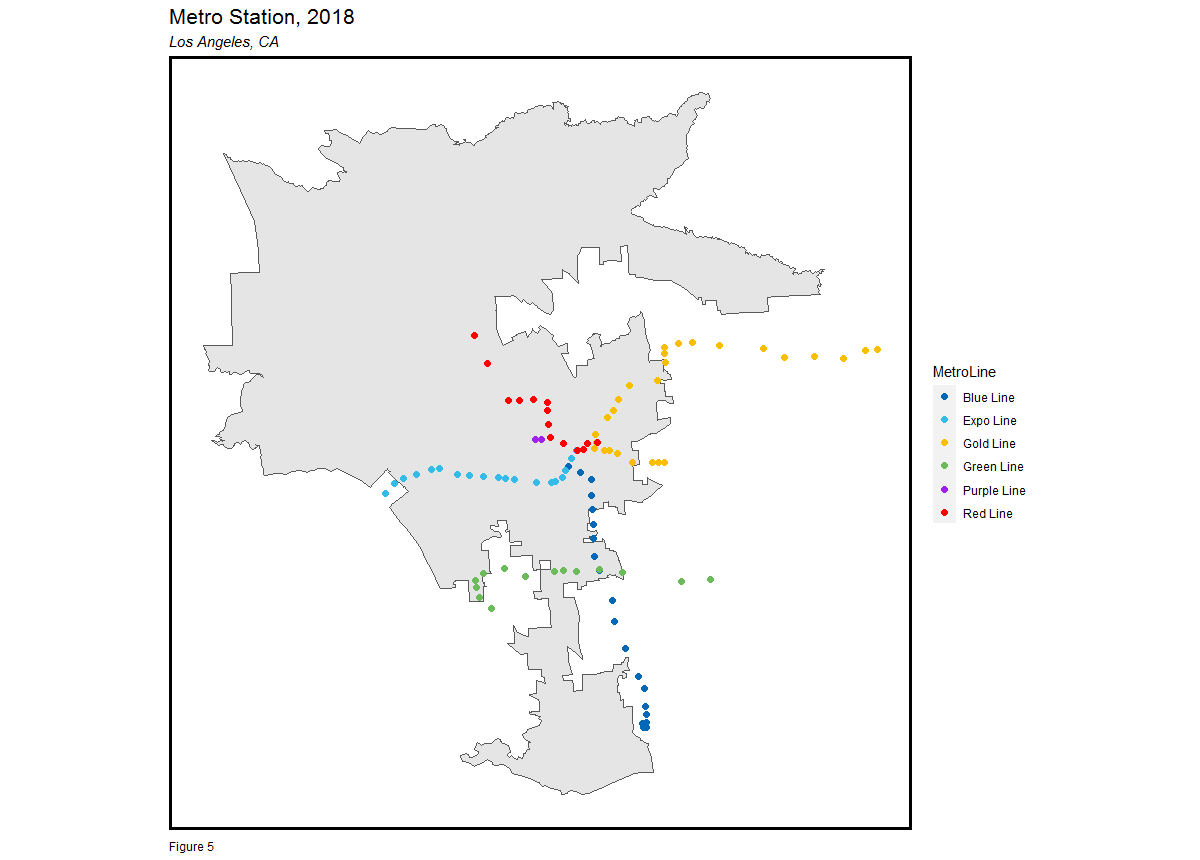 Metro Station, 2018
Los Angeles, CA
MetroLine
Blue Line
Expo Line
Gold Line
Green Line
Purple Line
Red Line
Figure 5